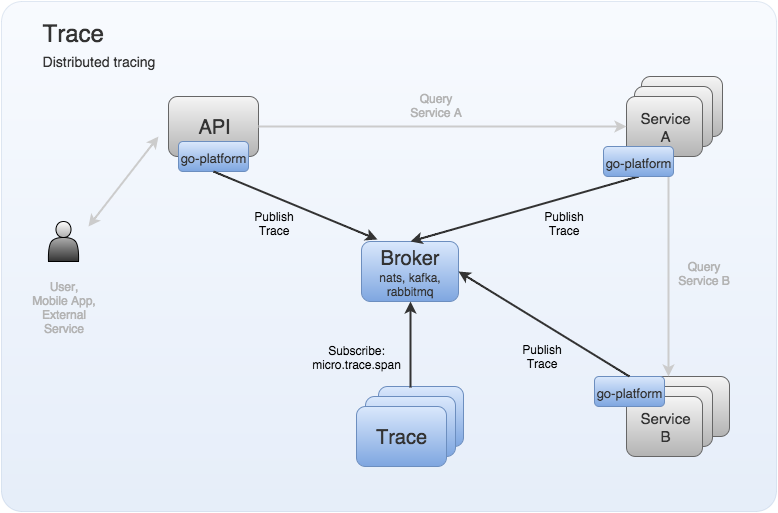 Trace
Distributed tracing
API
go-platform
Query
Service A
Service
A
go-platform
Publish
Trace
Publish
Trace
Broker
nats, kafka,
rabbitmq
User,
Mobile App,
External
Service
Query
Service B
Subscribe:
micro.trace.span
Publish
Trace
Trace
go-platform
Service
B